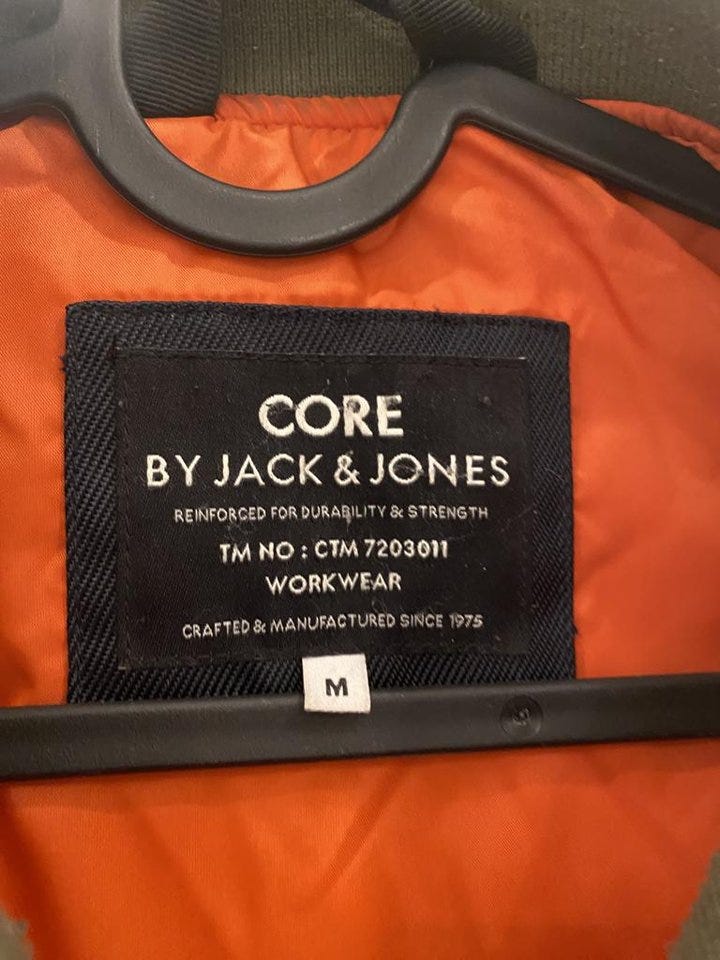 CORE
BY JACK & JONES
REINFORCED FOR DURABILITY & STRENGTH
TM NO : CTM 7203011
WORKWEAR
CRAFTED & MANUFACTURED SINCE 1975
M